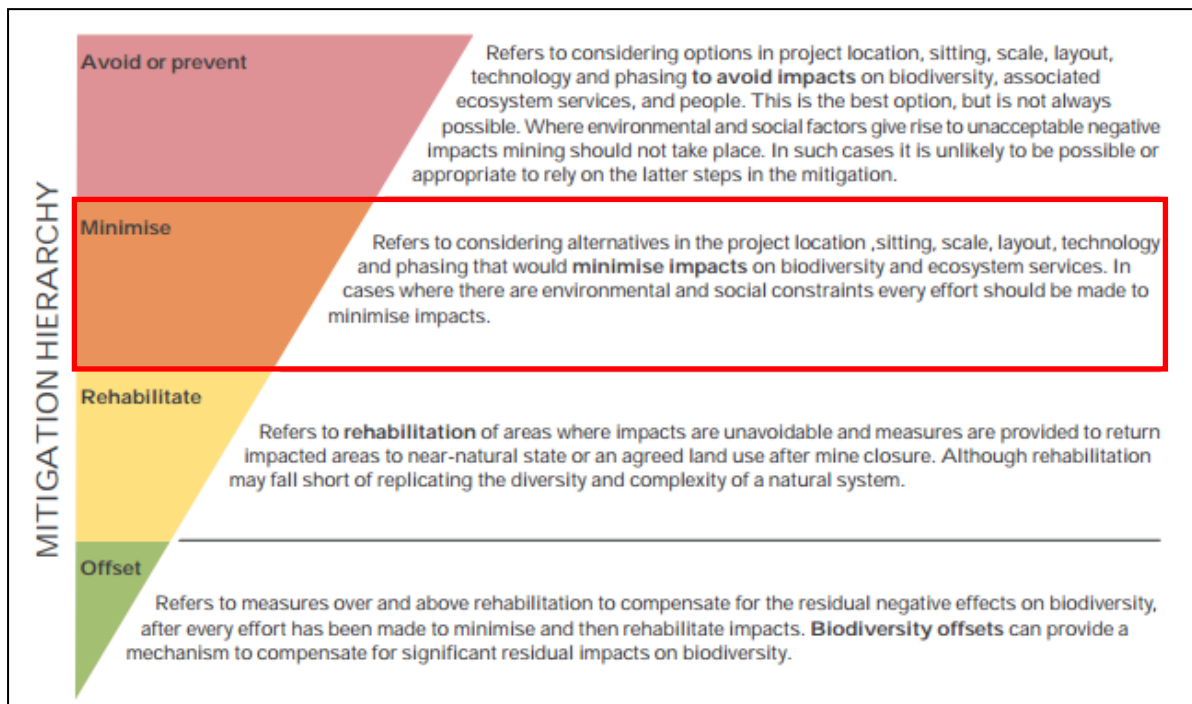 MITIGATION HIERARCHY
Avoid or prevent
Refers to considering options in project location, sitting, scale, layout,
technology and phasing to avoid impacts on biodiversity, associated
ecosystem services, and people. This is the best option, but is not always
possible. Where environmental and social factors give rise to unacceptable negative
impacts mining should not take place. In such cases it is unlikely to be possible or
appropriate to rely on the latter steps in the mitigation.
Minimise
Refers to considering alternatives in the project location ,sitting, scale, layout, technology
and phasing that would minimise impacts on biodiversity and ecosystem services. In
cases where there are environmental and social constraints every effort should be made to
minimise impacts.
Rehabilitate
Refers to rehabilitation of areas where impacts are unavoidable and measures are provided to return
impacted areas to near-natural state or an agreed land use after mine closure. Although rehabilitation
may fall short of replicating the diversity and complexity of a natural system.
Offset
Refers to measures over and above rehabilitation to compensate for the residual negative effects on biodiversity,
after every effort has been made to minimise and then rehabilitate impacts. Biodiversity offsets can provide a
mechanism to compensate for significant residual impacts on biodiversity.